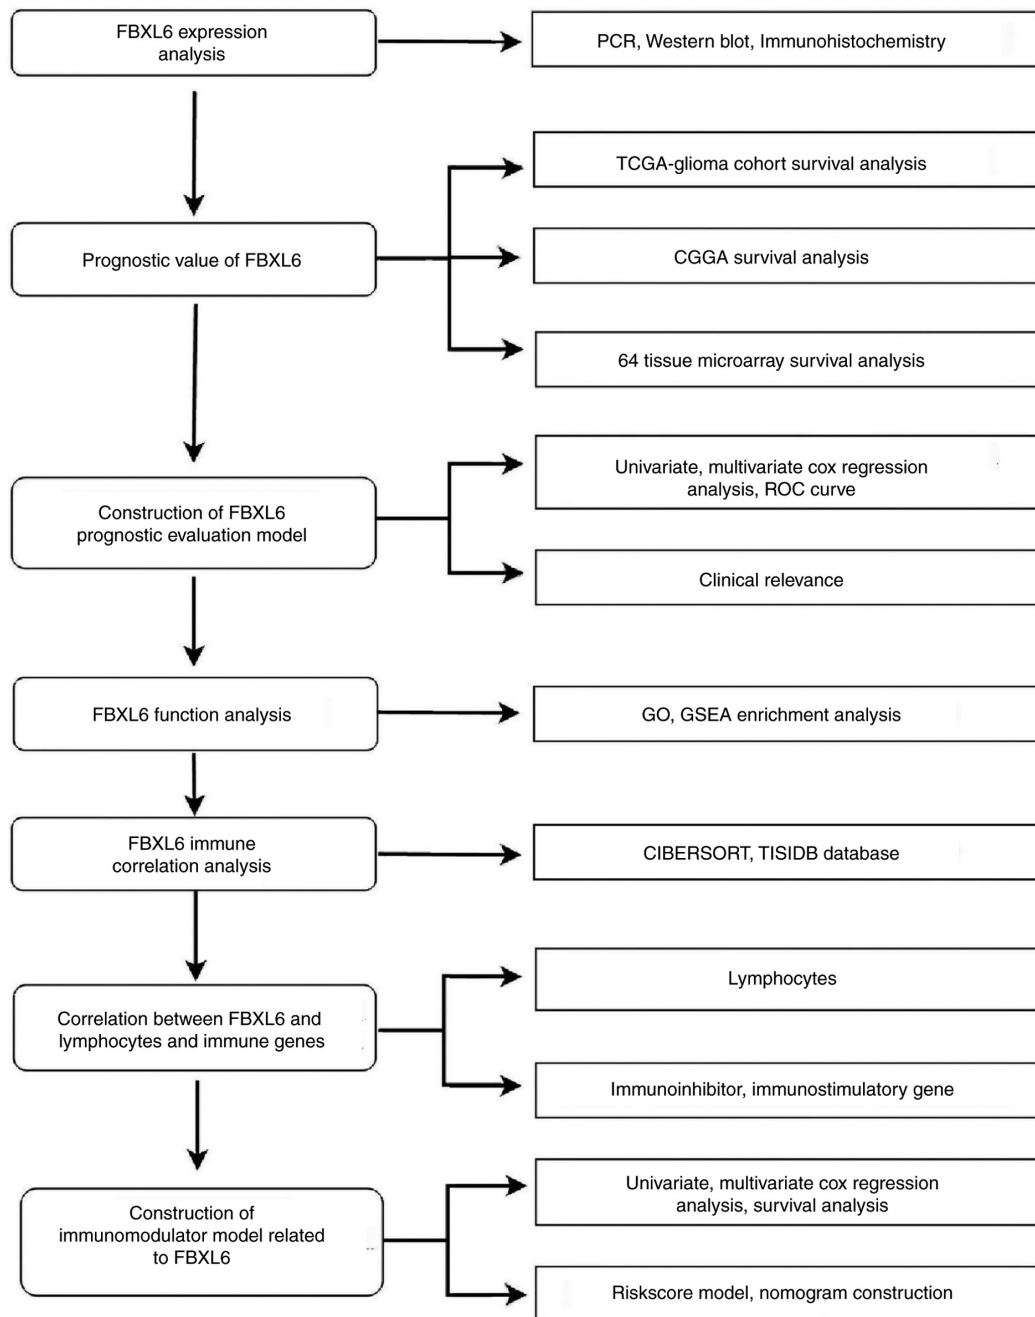 FBXL6 expression
analysis
PCR, Western blot, Immunohistochemistry
TCGA-glioma cohort survival analysis
Prognostic value of FBXL6
CGGA survival analysis
64 tissue microarray survival analysis
Univariate, multivariate cox regression
analysis, ROC curve
Construction of FBXL6
prognostic evaluation model
Clinical relevance
FBXL6 function analysis
GO, GSEA enrichment analysis
FBXL6 immune
correlation analysis
CIBERSORT, TISIDB database
Lymphocytes
Correlation between FBXL6 and
lymphocytes and immune genes
Immunoinhibitor, immunostimulatory gene
Univariate, multivariate cox regression
analysis, survival analysis
Construction of
immunomodulator model related
to FBXL6
Riskscore model, nomogram construction